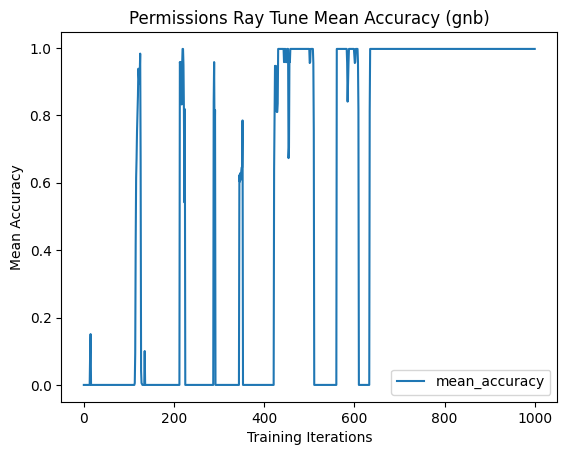 Permissions Ray Tune Mean Accuracy (gnb)
1.0
0.8
0.6
0.4
0.2
0.0
Mean Accuracy
mean_accuracy
0 200 400 600 800 1000
Training Iterations